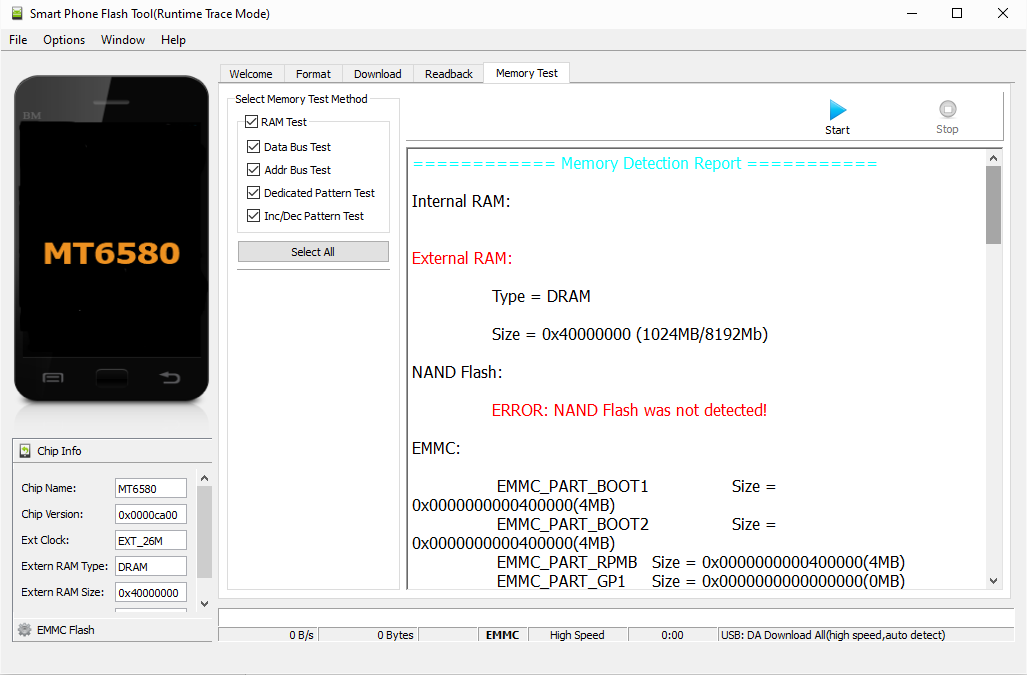 Smart Phone Flash Tool(Runtime Trace Mode)
File Options Window Help
Welcome Format Download Readback Memory Test
BM
MT6580
Select Memory Test Method
RAM Test
Data Bus Test
Addr Bus Test
Dedicated Pattern Test
Inc/Dec Pattern Test
Select All
Start Stop
============ Memory Detection Report ===========
Internal RAM:
External RAM:
Type = DRAM
Size = 0x40000000 (1024MB/8192Mb)
NAND Flash:
ERROR: NAND Flash was not detected!
EMMC:
EMMC_PART_BOOT1 Size =
0x0000000000400000(4MB)
EMMC_PART_BOOT2 Size =
0x0000000000400000(4MB)
EMMC_PART_RPMB Size = 0x0000000000400000(4MB)
EMMC_PART_GP1 Size = 0x0000000000000000(0MB)
Chip Info
Chip Name: MT6580
Chip Version: 0x0000ca00
Ext Clock: EXT_26M
Extern RAM Type: DRAM
Extern RAM Size: 0x40000000
EMMC Flash
0 B/s 0 Bytes EMMC High Speed 0:00 USB: DA Download All(high speed,auto detect)